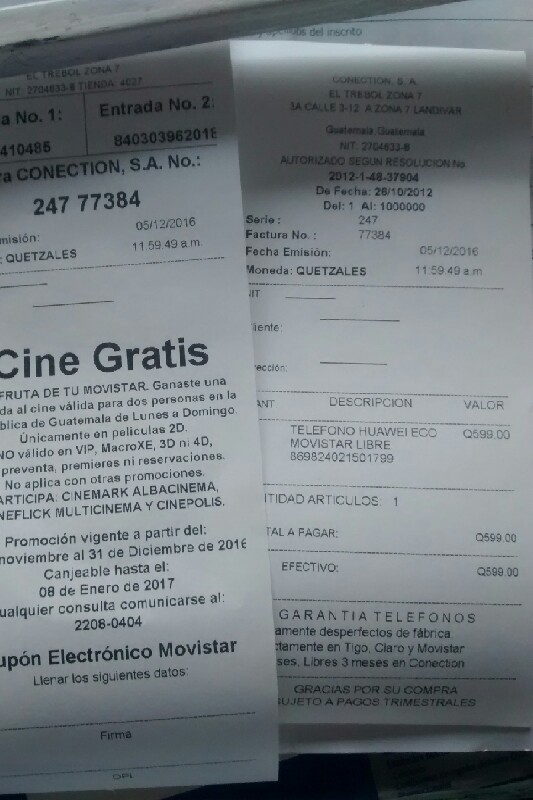 del inscrito
EL TREBOL ZONA 7
NIT: 2704633-8 TIENDA: 4E27
a No. 1:
Entrada No. 2:
410485
840303962018
ra CONECTION, S.A. No.:
247 77384
misión:
05/12/2016
: QUETZALES
11:59:49 a.m
Cine Gratis
FRUTA DE TU MOVISTAR. Ganaste una
da al cine válida para dos personas en la
ública de Guatemala de Lunes a Domingo.
Únicamente en películas 2D.
NO válido en VIP, MacroXE, 3D ni 4D,
preventa, premieres ni reservaciones.
No aplica con otras promociones.
ARTICIPA: CINEMARK ALBACINEMA,
NEFLICK MULTICINEMA Y CINEPOLIS.
Promoción vigente a partir del:
noviembre al 31 de Diciembre de 2016
Canjeable hasta el:
08 de Enero de 2017
ualquier consulta comunicarse al:
2208-0404
upón Electrónico Movistar
Llenar los siguientes datos:
Firma
DPI
CONECTION, S.A.
EL TREBOL ZONA 7
3A CALLE 3-12, A ZONA 7 LANDIVAR
Guatemala,Guatemala
NIT: 2704633-8
AUTORIZADO SEGUN RESOLUCION No.
2012-1-48-37904
De Fecha: 26/10/2012
Del: 1 Al: 1000000
Serie :
247
Factura No. :
77384
Fecha Emisión:
05/12/2016
Moneda: QUETZALES
11:59:49 a.m
IT
liente:
rección:
ANT
DESCRIPCION
VALOR
TELEFONO HUAWEI ECO
Q599.00
MOVISTAR LIBRE
869824021501799
TIDAD ARTICULOS: 1
TAL A PAGAR:
Q599.00
EFECTIVO:
Q599.00
GARANTIA TELEFONOS
amente desperfectos de fábrica.
ctamente en Tigo, Claro y Movistar
ses, Libres 3 meses en Conection
GRACIAS POR SU COMPRA
UJETO A PAGOS TRIMESTRALES